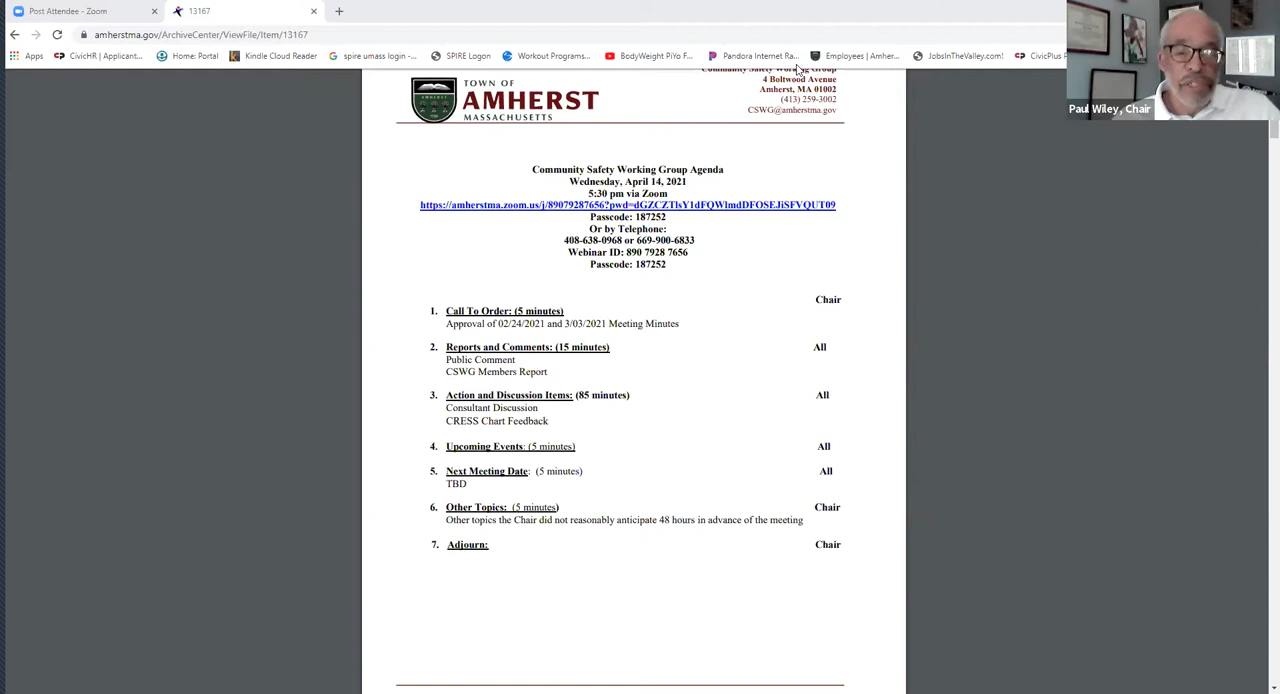 Post Attendee - Zoom
13167
amherstma.gov/ArchiveCenter/ViewFile/Item/13167
Apps
CivicHR | Applicant...
Home: Portal
Kindle Cloud Reader
spire umass login -...
SPIRE Logon
Workout Programs...
BodyWeight PiYo F...
Pandora Internet Ra...
Employees | Amher...
JobsInTheValley.com!
CivicPlus
Paul Wiley, Chair
TOWN OF
AMHERST
MASSACHUSETTS
Community Safety Working Group
4 Boltwood Avenue
Amherst, MA 01002
(413) 259-3002
CSWG@amherstma.gov
Community Safety Working Group Agenda
Wednesday, April 14, 2021
5:30 pm via Zoom
Passcode: 187252
Or by Telephone:
408-638-0968 or 669-900-6833
Webinar ID: 890 7928 7656
Passcode: 187252
Chair
1. Call To Order: (5 minutes)
Approval of 02/24/2021 and 3/03/2021 Meeting Minutes
2. Reports and Comments: (15 minutes) All
Public Comment
CSWG Members Report
3. Action and Discussion Items: (85 minutes) All
Consultant Discussion
CRESS Chart Feedback
4. Upcoming Events: (5 minutes) All
5. Next Meeting Date: (5 minutes) All
TBD
6. Other Topics: (5 minutes) Chair
Other topics the Chair did not reasonably anticipate 48 hours in advance of the meeting
7. Adjourn: Chair